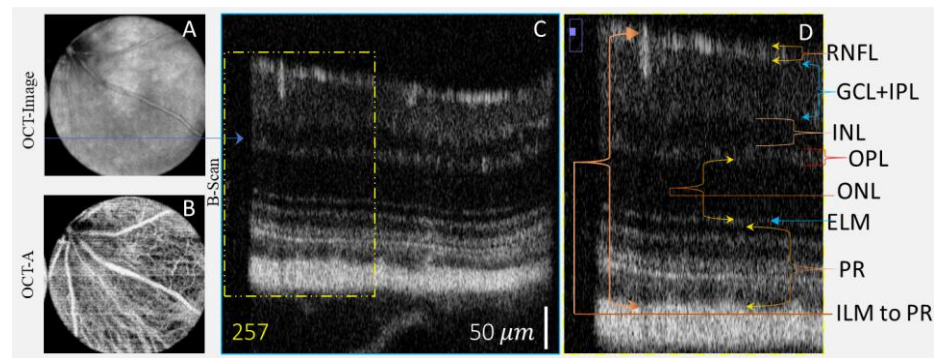 OCT-Image
A
OCT-A
B
B-Scan
C
257
50 μm
D
RNFL
GCL+IPL
INL
OPL
ONL
ELM
PR
ILM to PR